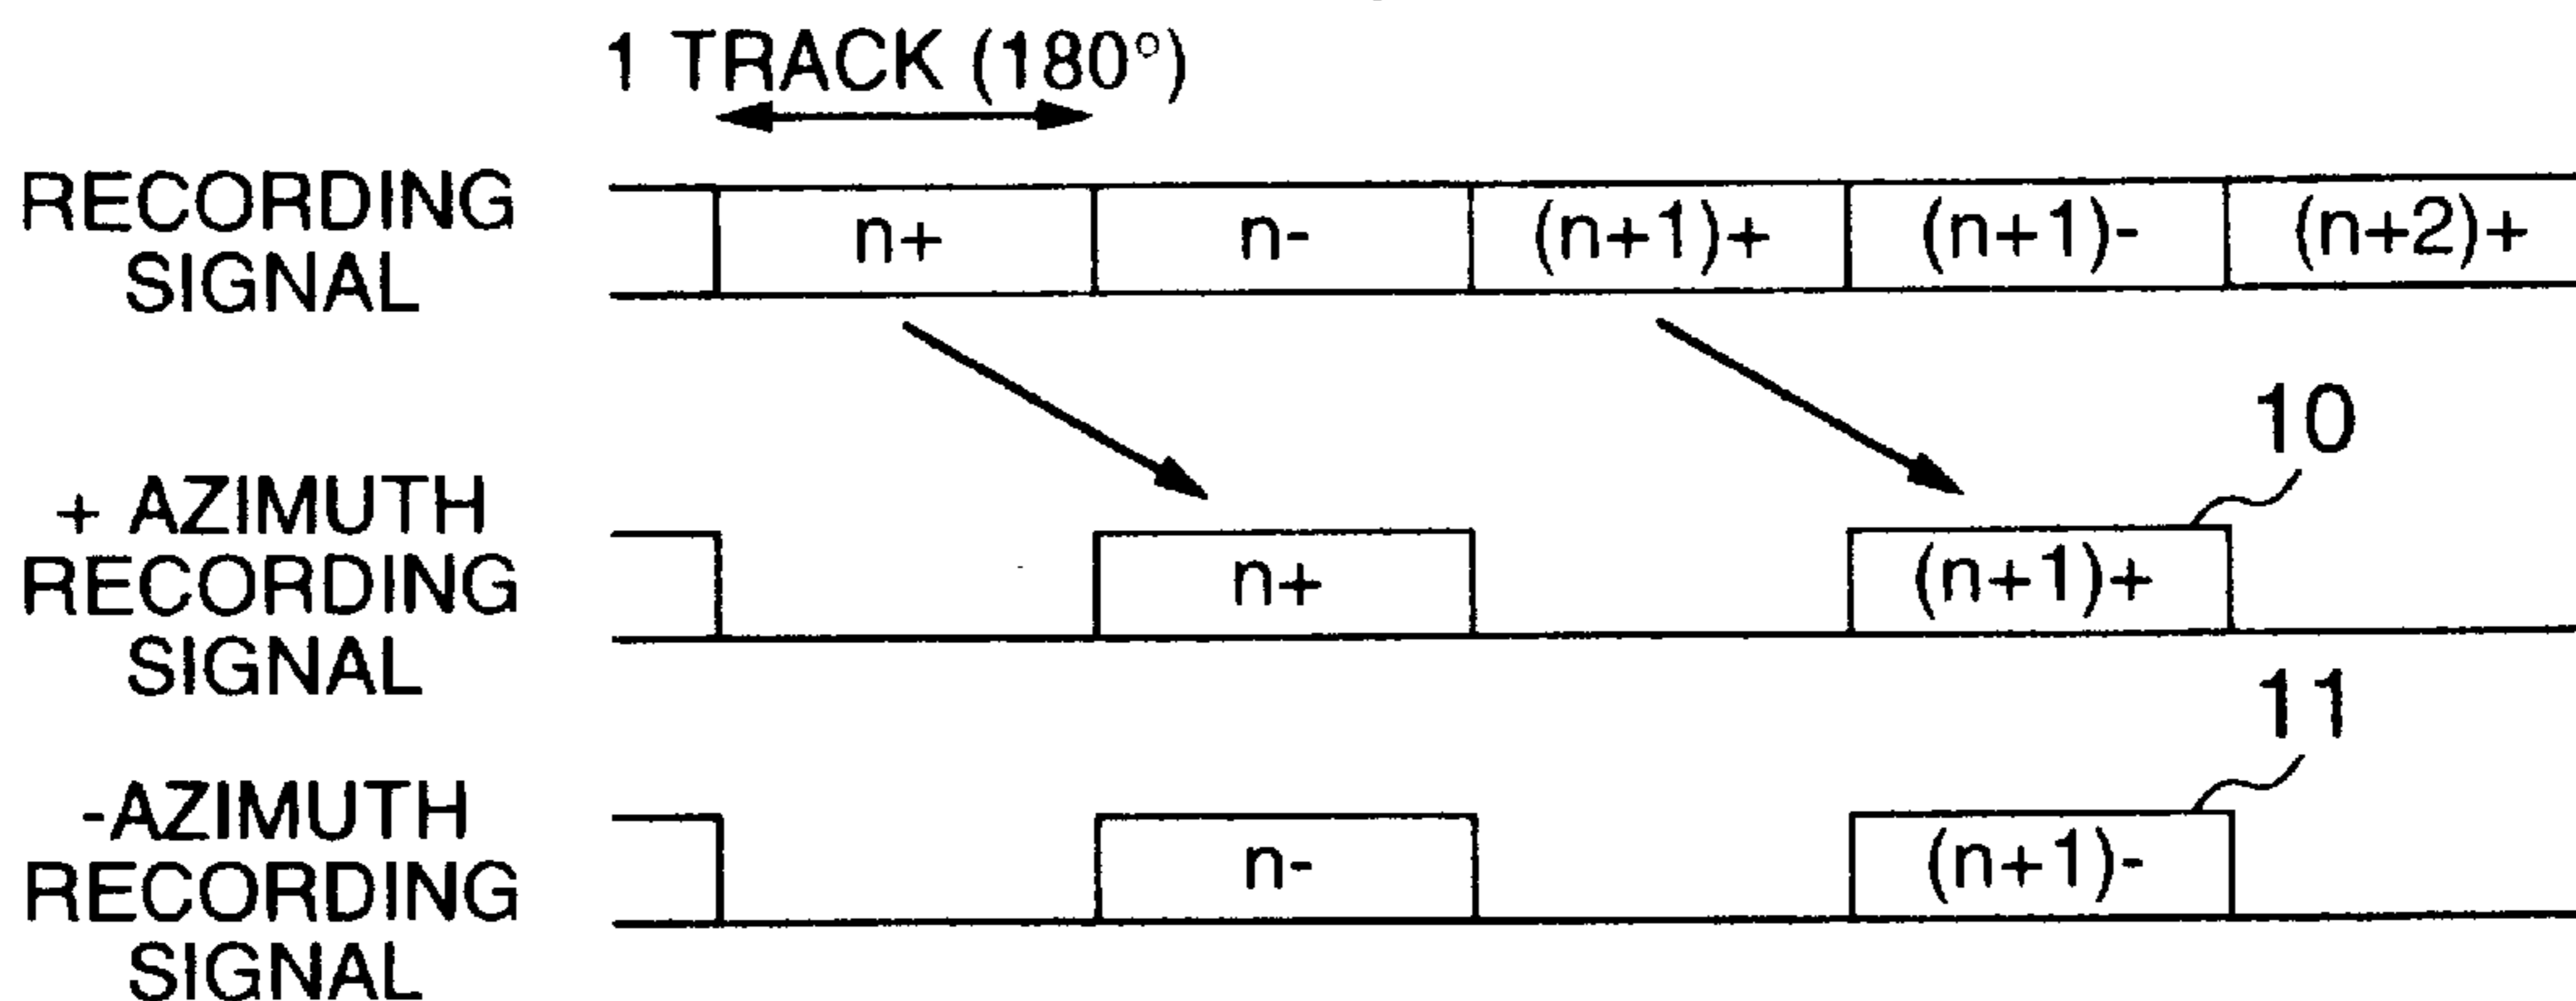 1 TRACK (180°)
RECORDING
SIGNAL
n+ n- (n+1)+ (n+1)- (n+2)+
10
+ AZIMUTH
RECORDING
SIGNAL
n+ (n+1)+
11
-AZIMUTH
RECORDING
SIGNAL
n- (n+1)-